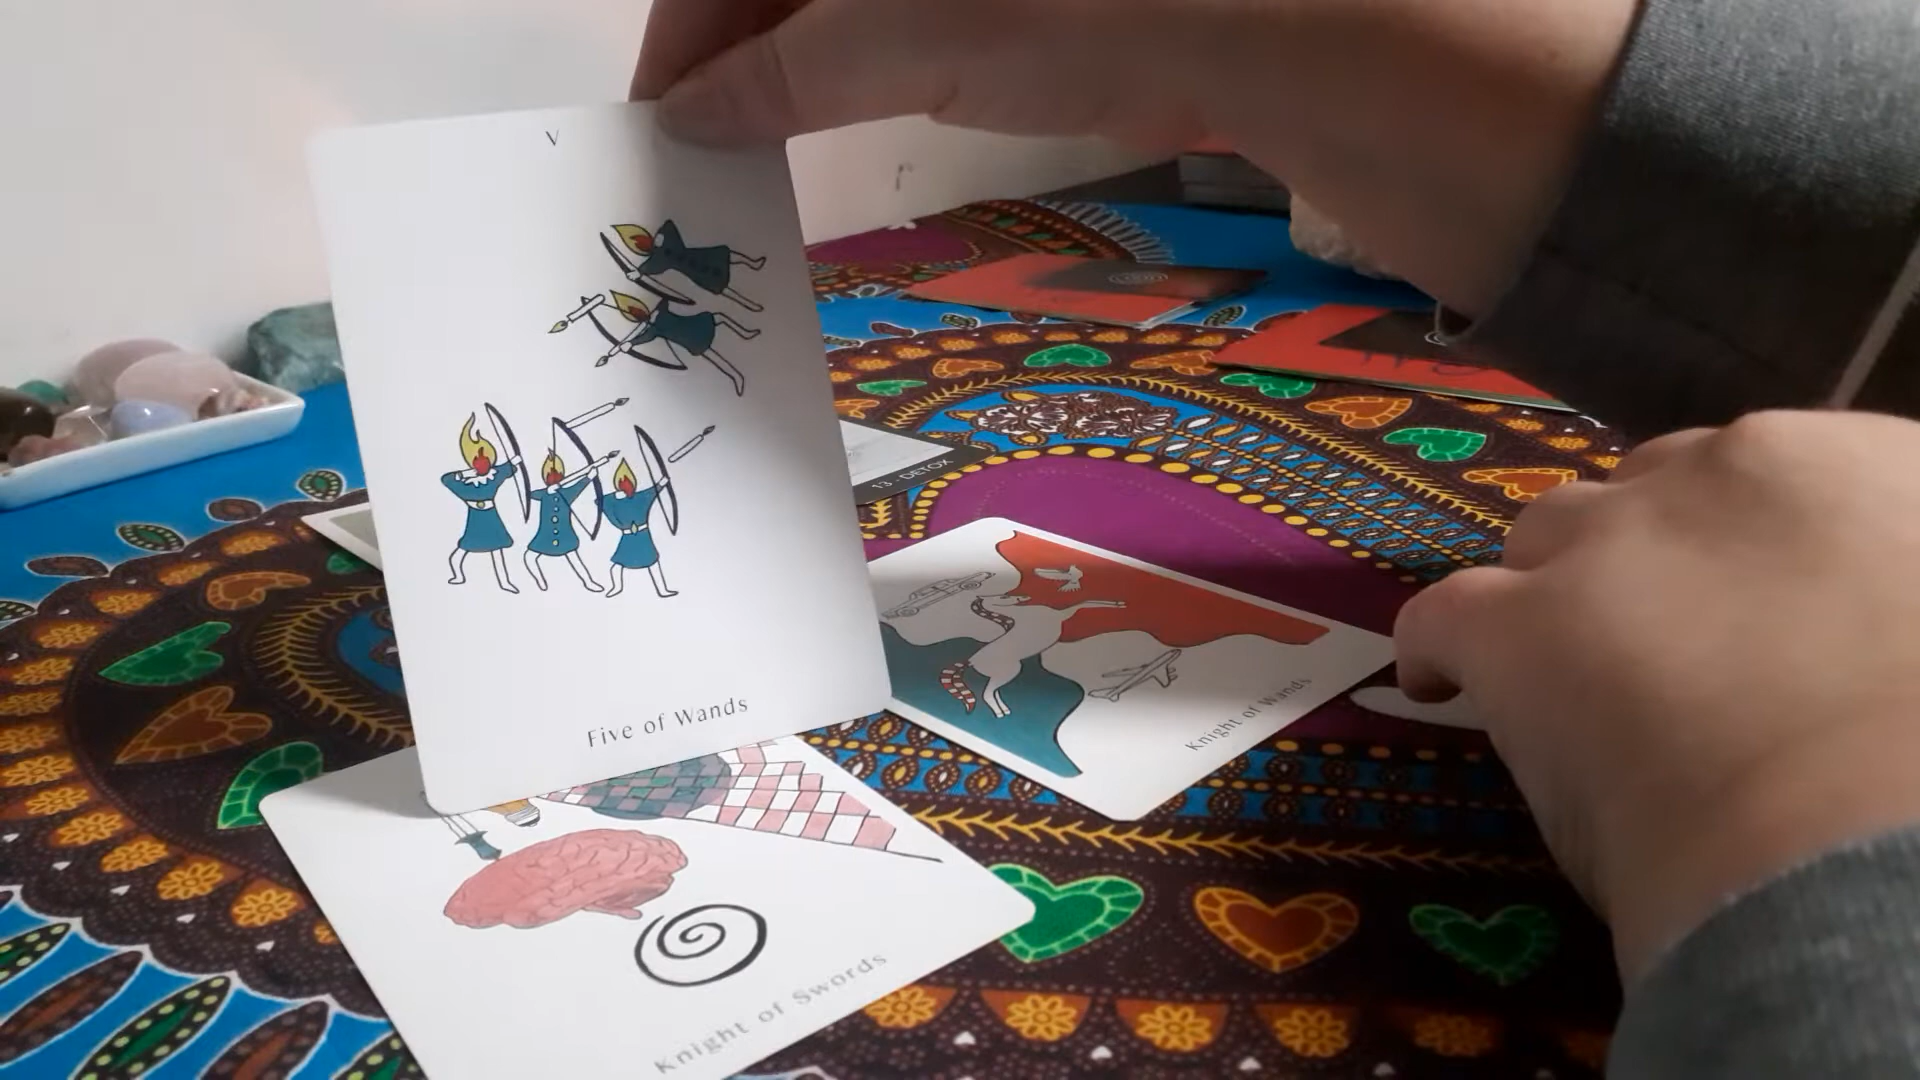 V
Five of Wands
13 - DETOX
Knight of Wands
Knight of Swords